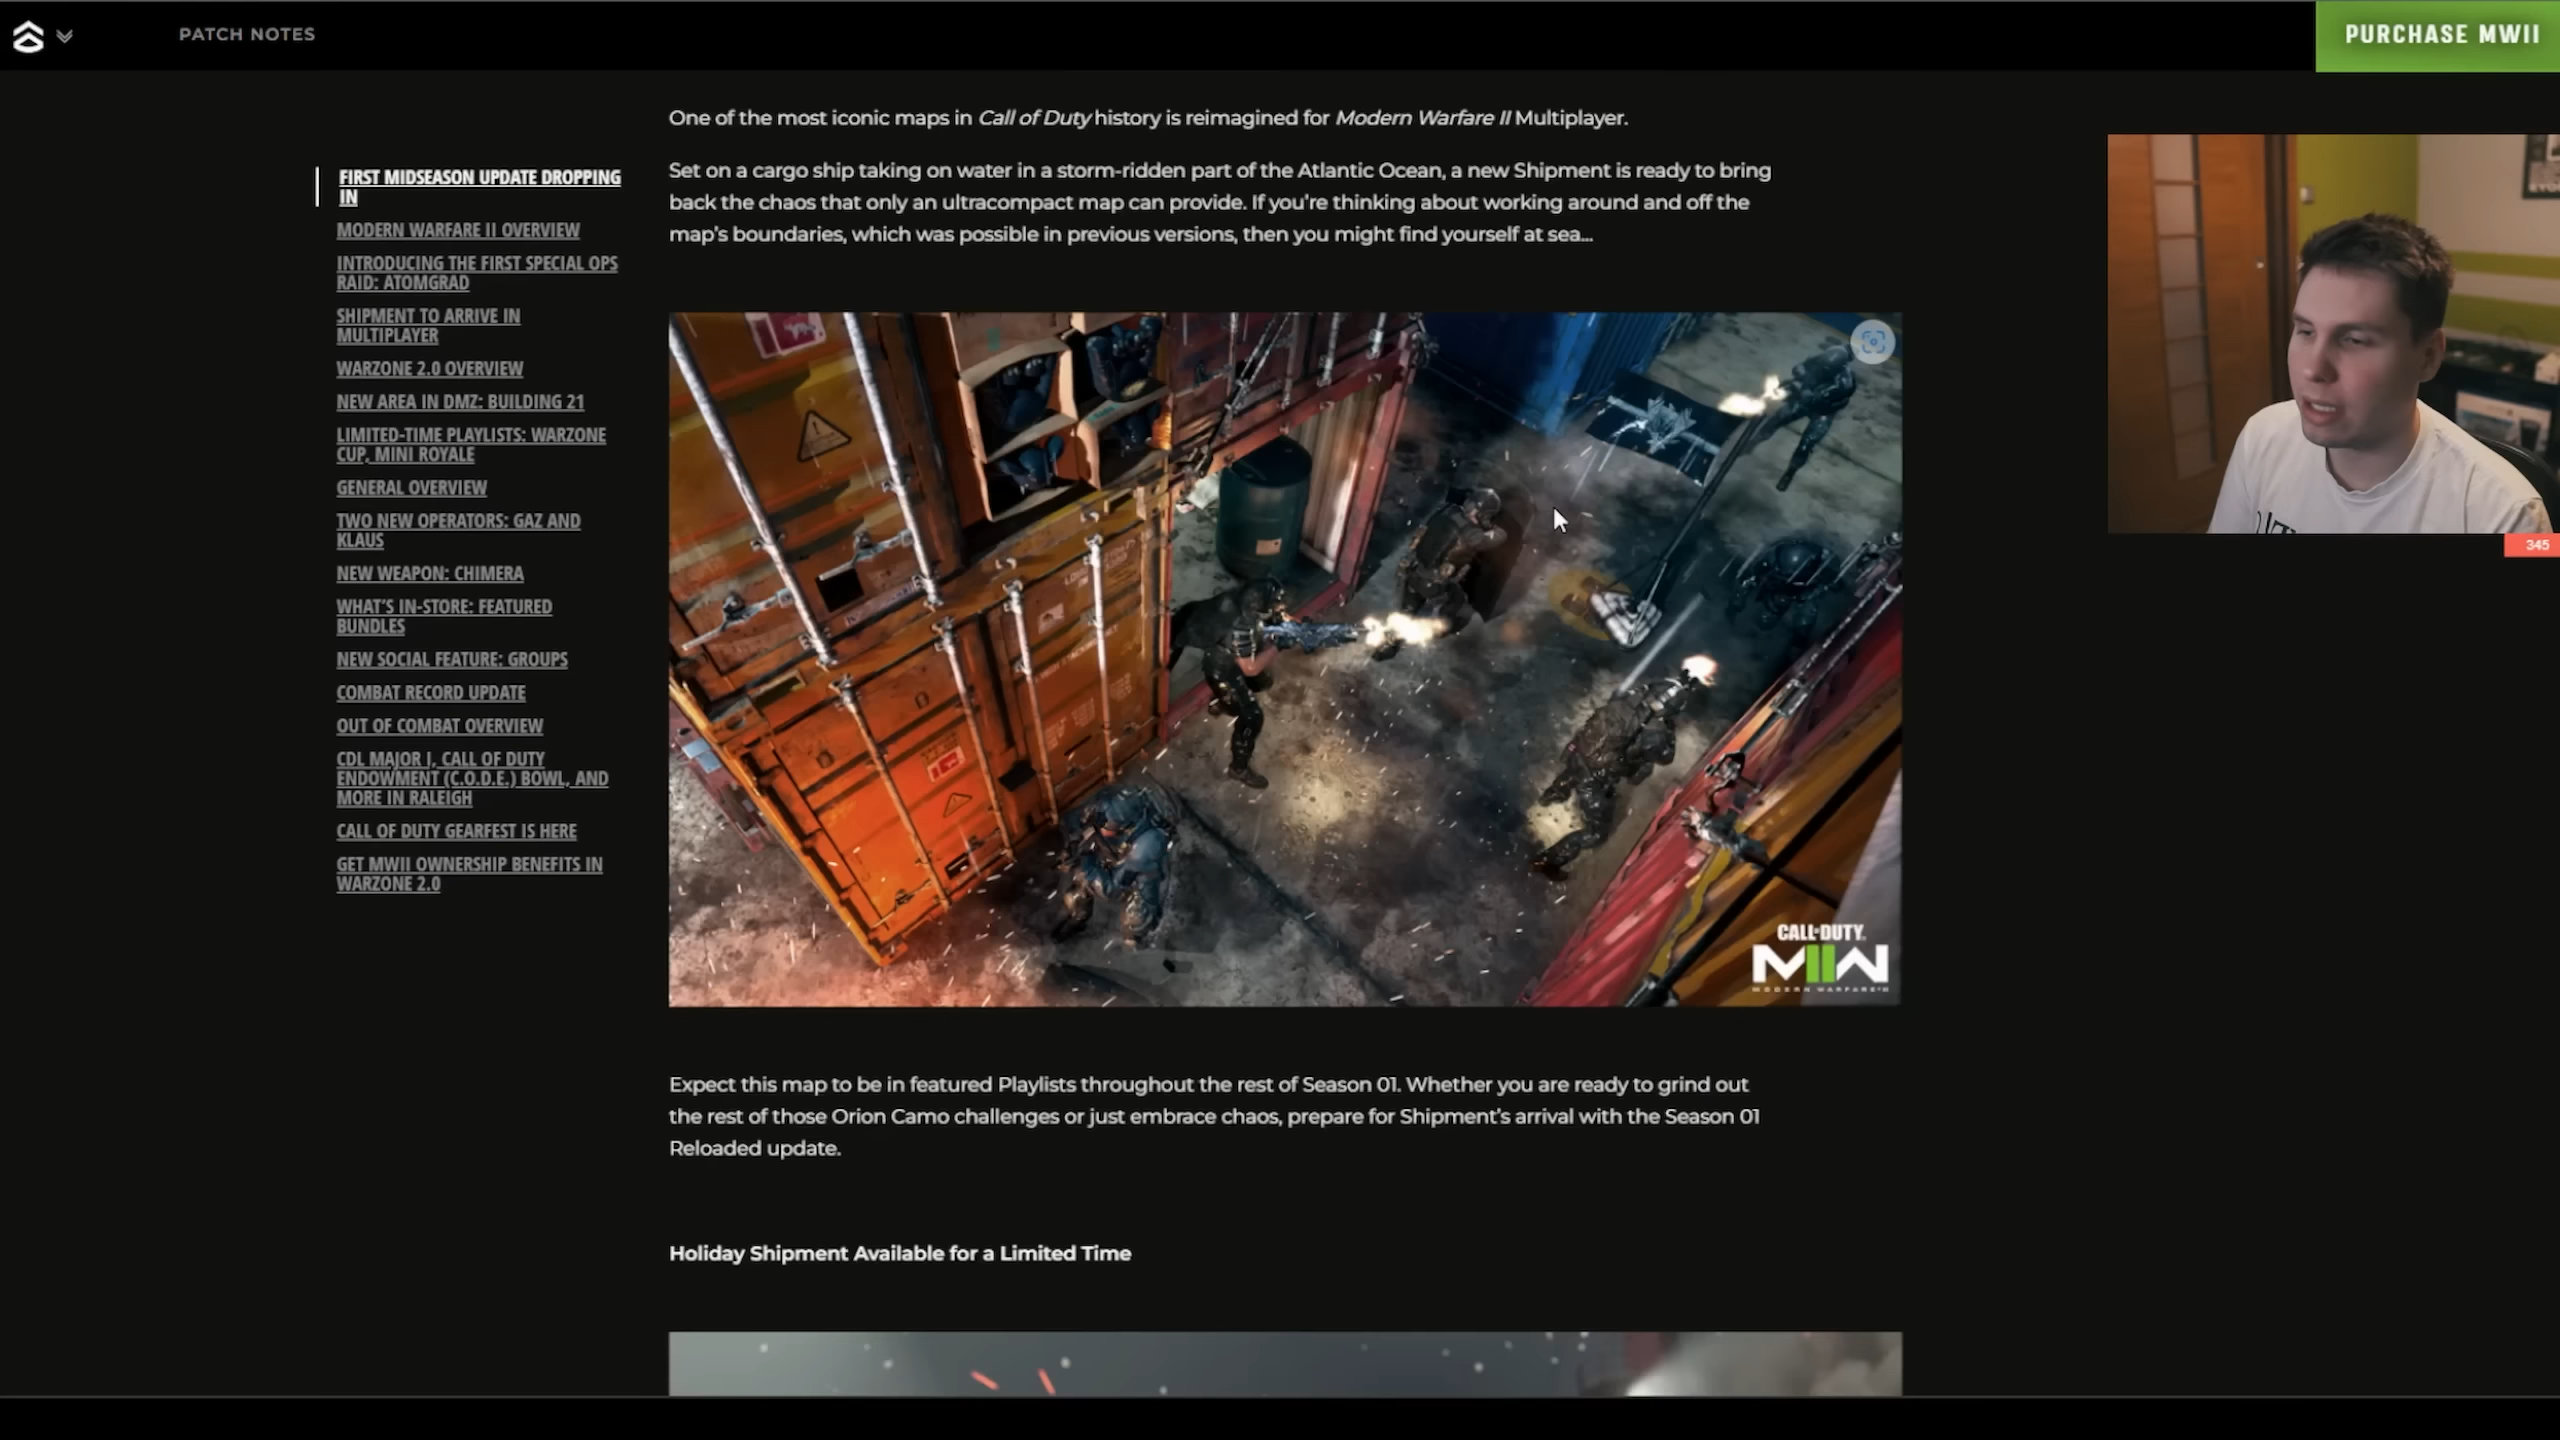 PATCH NOTES
PURCHASE MWII
FIRST MIDSEASON UPDATE DROPPING
IN
MODERN WARFARE II OVERVIEW
INTRODUCING THE FIRST SPECIAL OPS
RAID: ATOMGRAD
SHIPMENT TO ARRIVE IN
MULTIPLAYER
WARZONE 2.0 OVERVIEW
NEW AREA IN DMZ: BUILDING 21
LIMITED-TIME PLAYLISTS: WARZONE
CUP, MINI ROYALE
GENERAL OVERVIEW
TWO NEW OPERATORS: GAZ AND
KLAUS
NEW WEAPON: CHIMERA
WHAT'S IN-STORE: FEATURED
BUNDLES
NEW SOCIAL FEATURE: GROUPS
COMBAT RECORD UPDATE
OUT OF COMBAT OVERVIEW
CDL MAJOR I, CALL OF DUTY
ENDOWMENT (C.O.D.E.) BOWL, AND
MORE IN RALEIGH
CALL OF DUTY GEARFEST IS HERE
GET MWII OWNERSHIP BENEFITS IN
WARZONE 2.0
One of the most iconic maps in Call of Duty history is reimagined for Modern Warfare II Multiplayer.
Set on a cargo ship taking on water in a storm-ridden part of the Atlantic Ocean, a new Shipment is ready to bring
back the chaos that only an ultracompact map can provide. If you're thinking about working around and off the
map's boundaries, which was possible in previous versions, then you might find yourself at sea...
CALL OF DUTY
MWII
MODERN WARFARE II
Expect this map to be in featured Playlists throughout the rest of Season 01. Whether you are ready to grind out
the rest of those Orion Camo challenges or just embrace chaos, prepare for Shipment's arrival with the Season 01
Reloaded update.
Holiday Shipment Available for a Limited Time
345